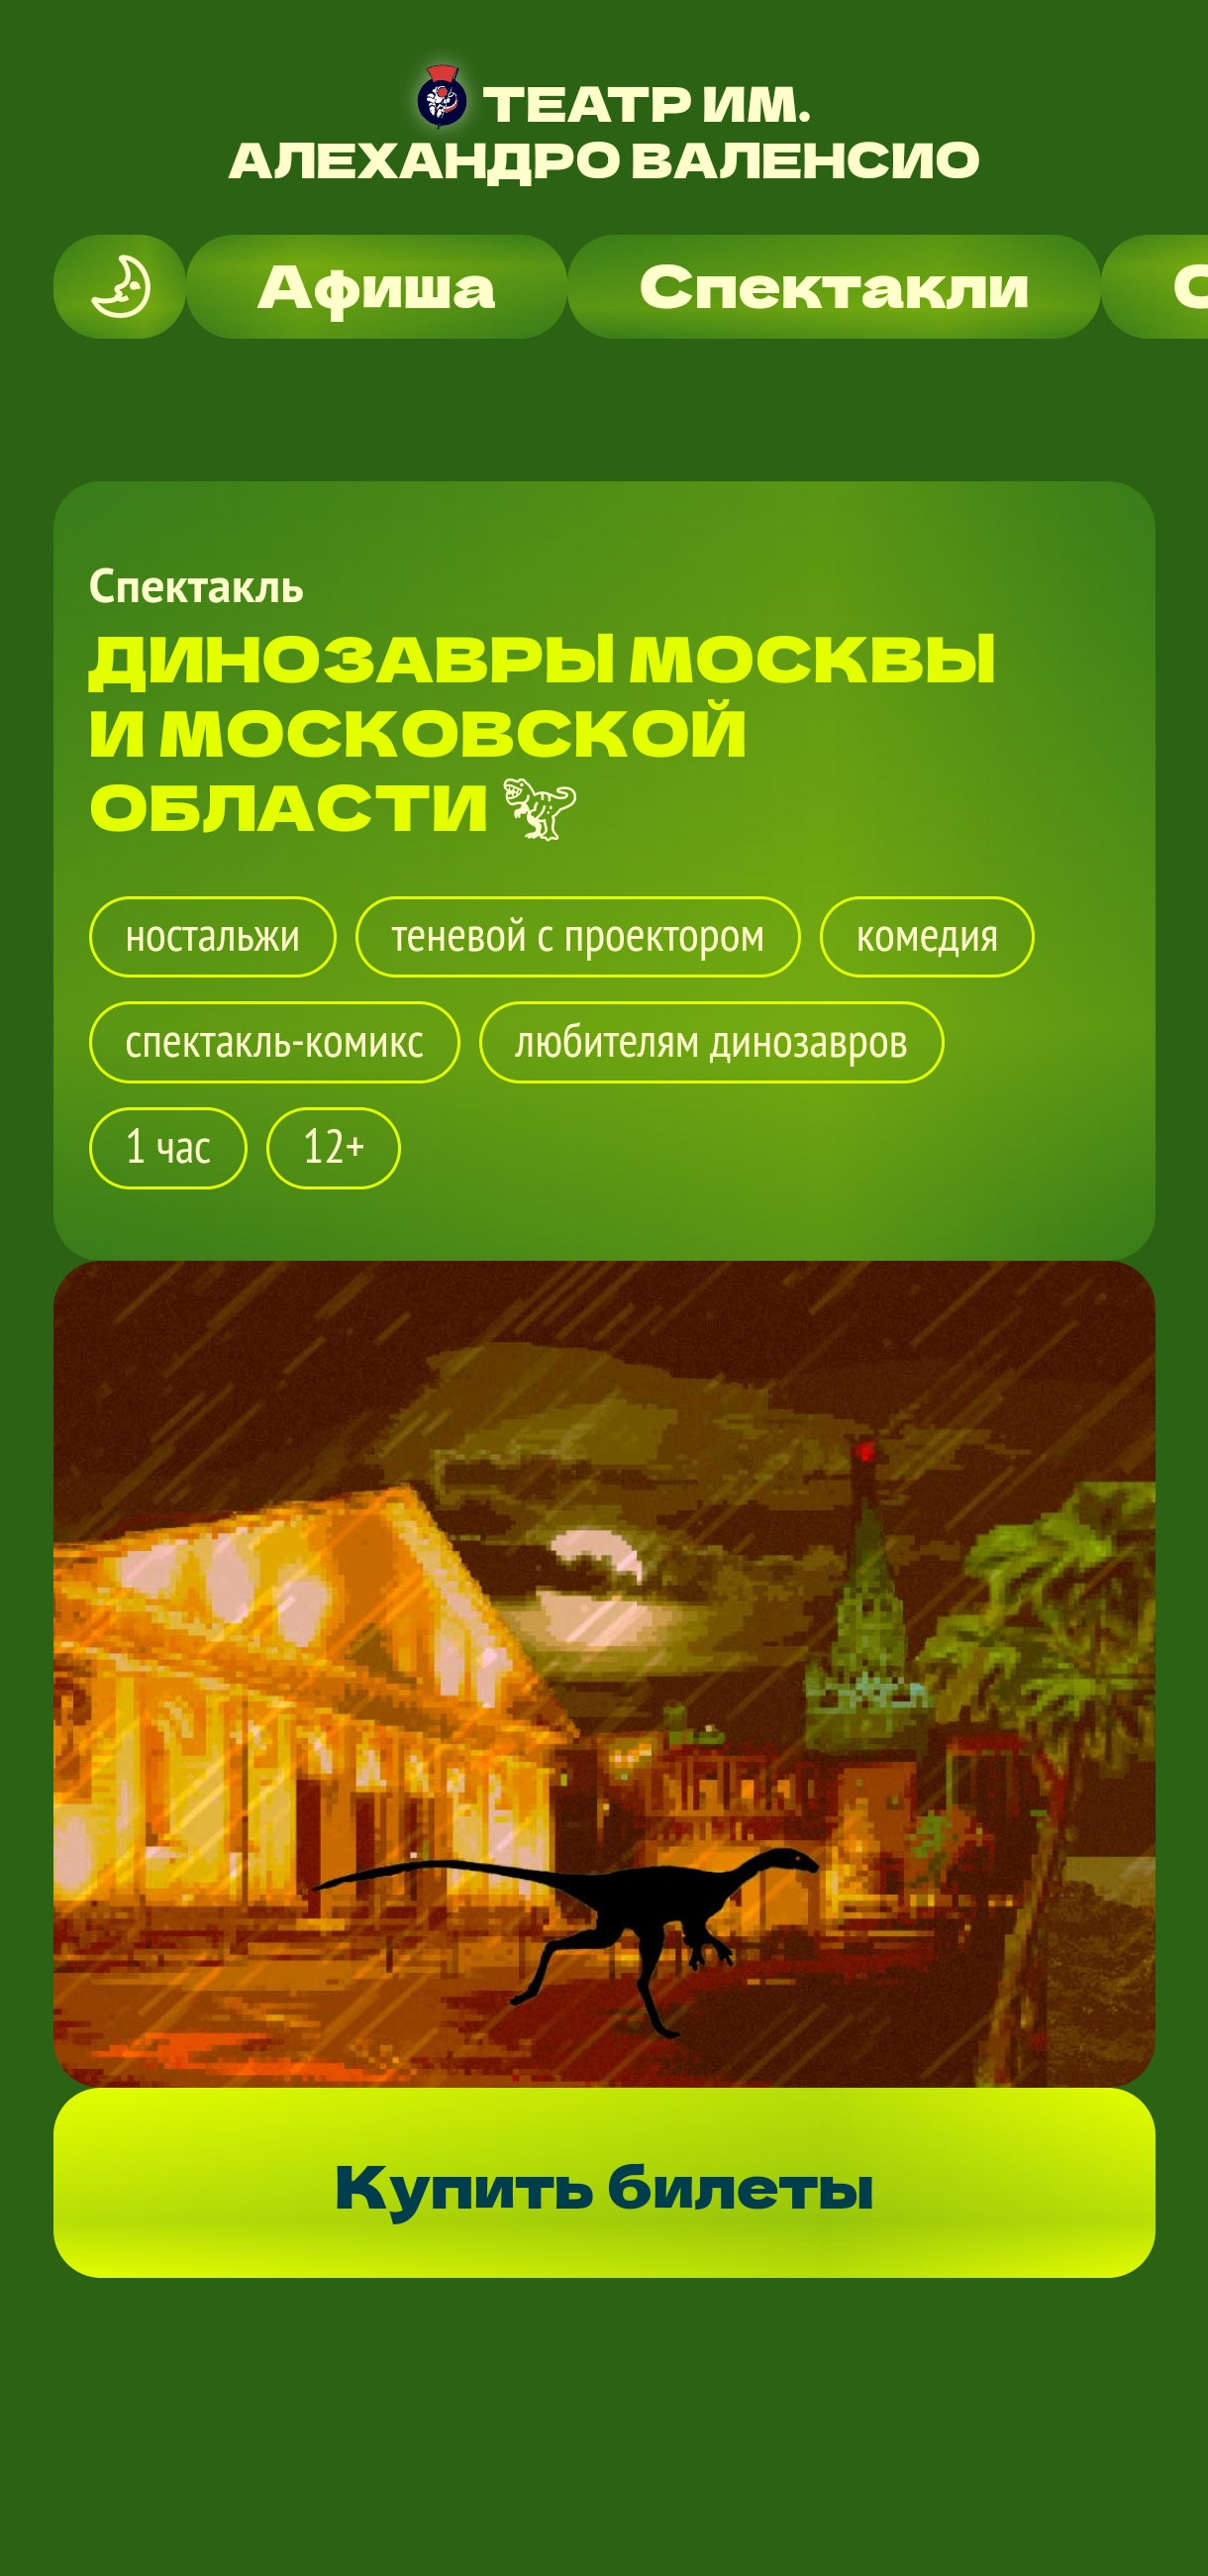 ТЕАТР ИМ.
АЛЕХАНДРО ВАЛЕНСИО
Афиша
Спектакли
ДИНОЗАВРЫ МОСКВЫ
И МОСКОВСКОЙ
ОБЛАСТИ
Спектакль
ностальжи
теневой с проектором
комедия
спектакль-комикс
любителям динозавров
1 час
12+
Купить билеты